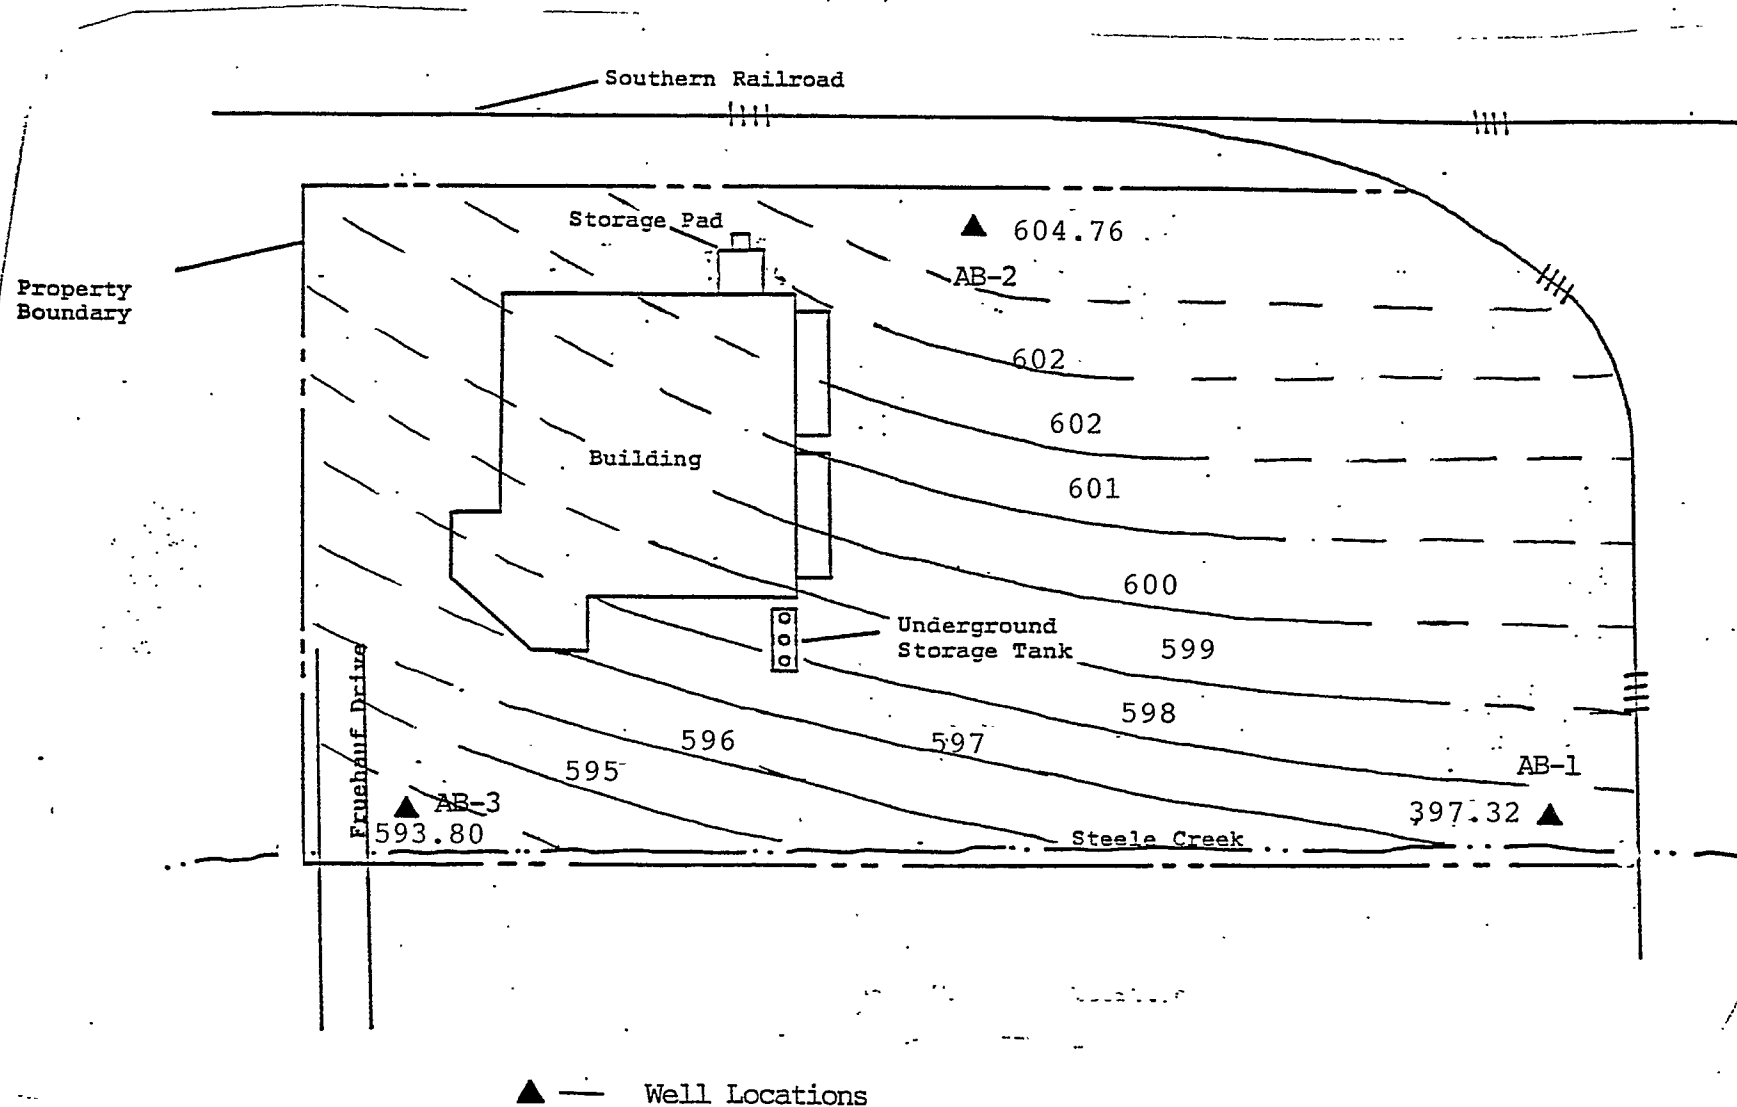 Southern Railroad
Storage Pad
604.76
AB-2
Property
Boundary
602
602
Building
601
600
Underground
Storage Tank
599
598
597
596
595
AB-1
397.32
Fruehauf Drive
AB-3
593.80
Steele Creek
Well Locations